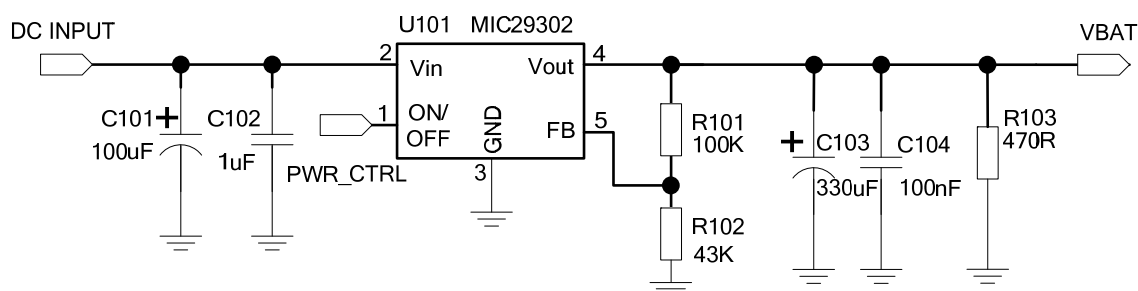 DC INPUT
U101 MIC29302
VBAT
2
Vin
Vout
4
C101
100uF
C102
1uF
PWR_CTRL
1
ON/
OFF
GND
3
FB
5
R101
100K
R102
43K
C103
330uF
C104
100nF
R103
470R